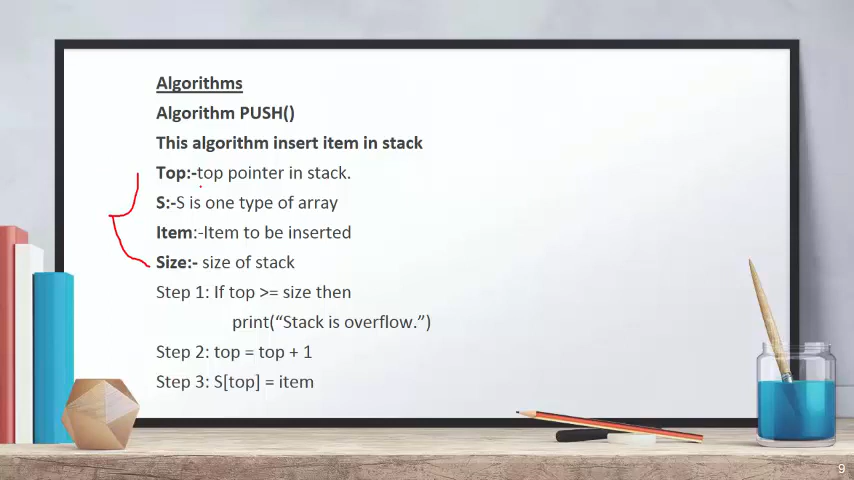 Algorithms
Algorithm PUSH()
This algorithm insert item in stack
Top:-top pointer in stack.
S:-S is one type of array
Item:-Item to be inserted
Size:- size of stack
Step 1: If top >= size then
print(“Stack is overflow.”)
Step 2: top = top + 1
Step 3: S[top] = item
9